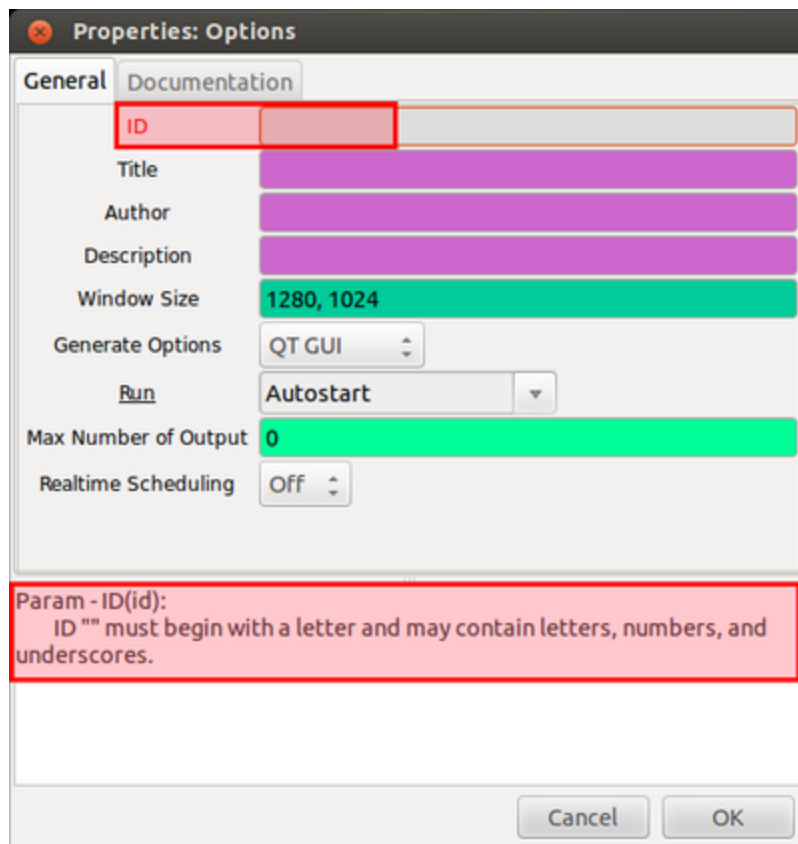 Properties: Options
General Documentation
ID
Title
Author
Description
Window Size 1280, 1024
Generate Options QT GUI
Run Autostart
Max Number of Output 0
Realtime Scheduling Off
Param - ID(id):
ID "" must begin with a letter and may contain letters, numbers, and
underscores.
Cancel OK